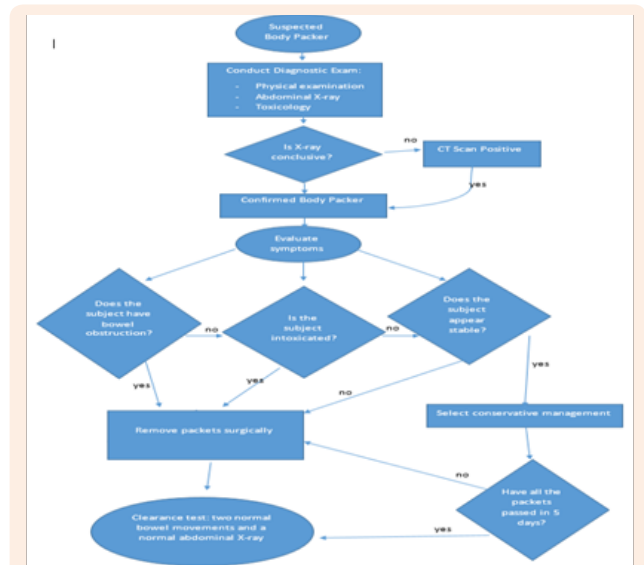 Suspected
Body Packer
Conduct Diagnostic Exam:
- Physical examination
- Abdominal X-ray
- Toxicology
Is X-ray
conclusive?
no
CT Scan Positive
yes
Confirmed Body Packer
Evaluate
symptoms
Does the
subject have
bowel
obstruction?
no
Is the
subject
intoxicated?
no
Does the
subject
appear
stable?
yes
yes
no
yes
Remove packets surgically
Select conservative management
no
Have all the
packets
passed in 5
days?
yes
Clearance test: two normal
bowel movements and a
normal abdominal X-ray